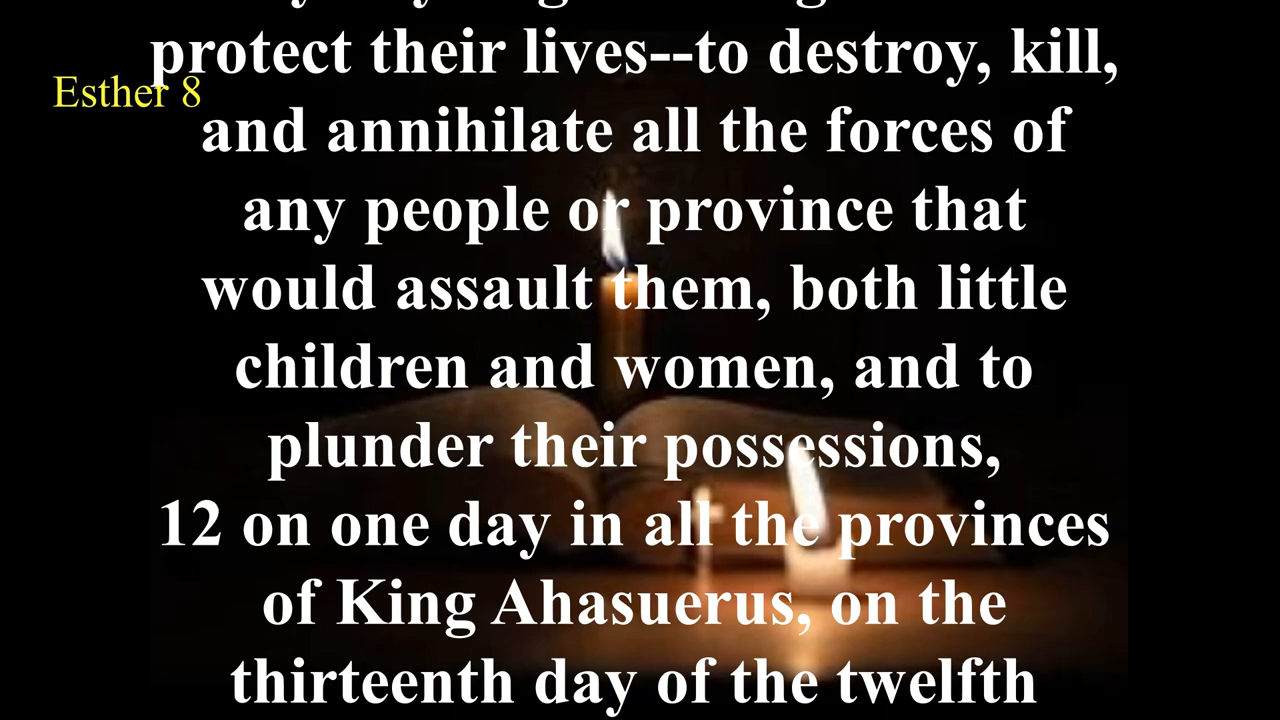 protect their lives--to destroy, kill,
Esther 8
and annihilate all the forces of
any people or province that
would assault them, both little
children and women, and to
plunder their possessions,
12 on one day in all the provinces
of King Ahasuerus, on the
thirteenth day of the twelfth